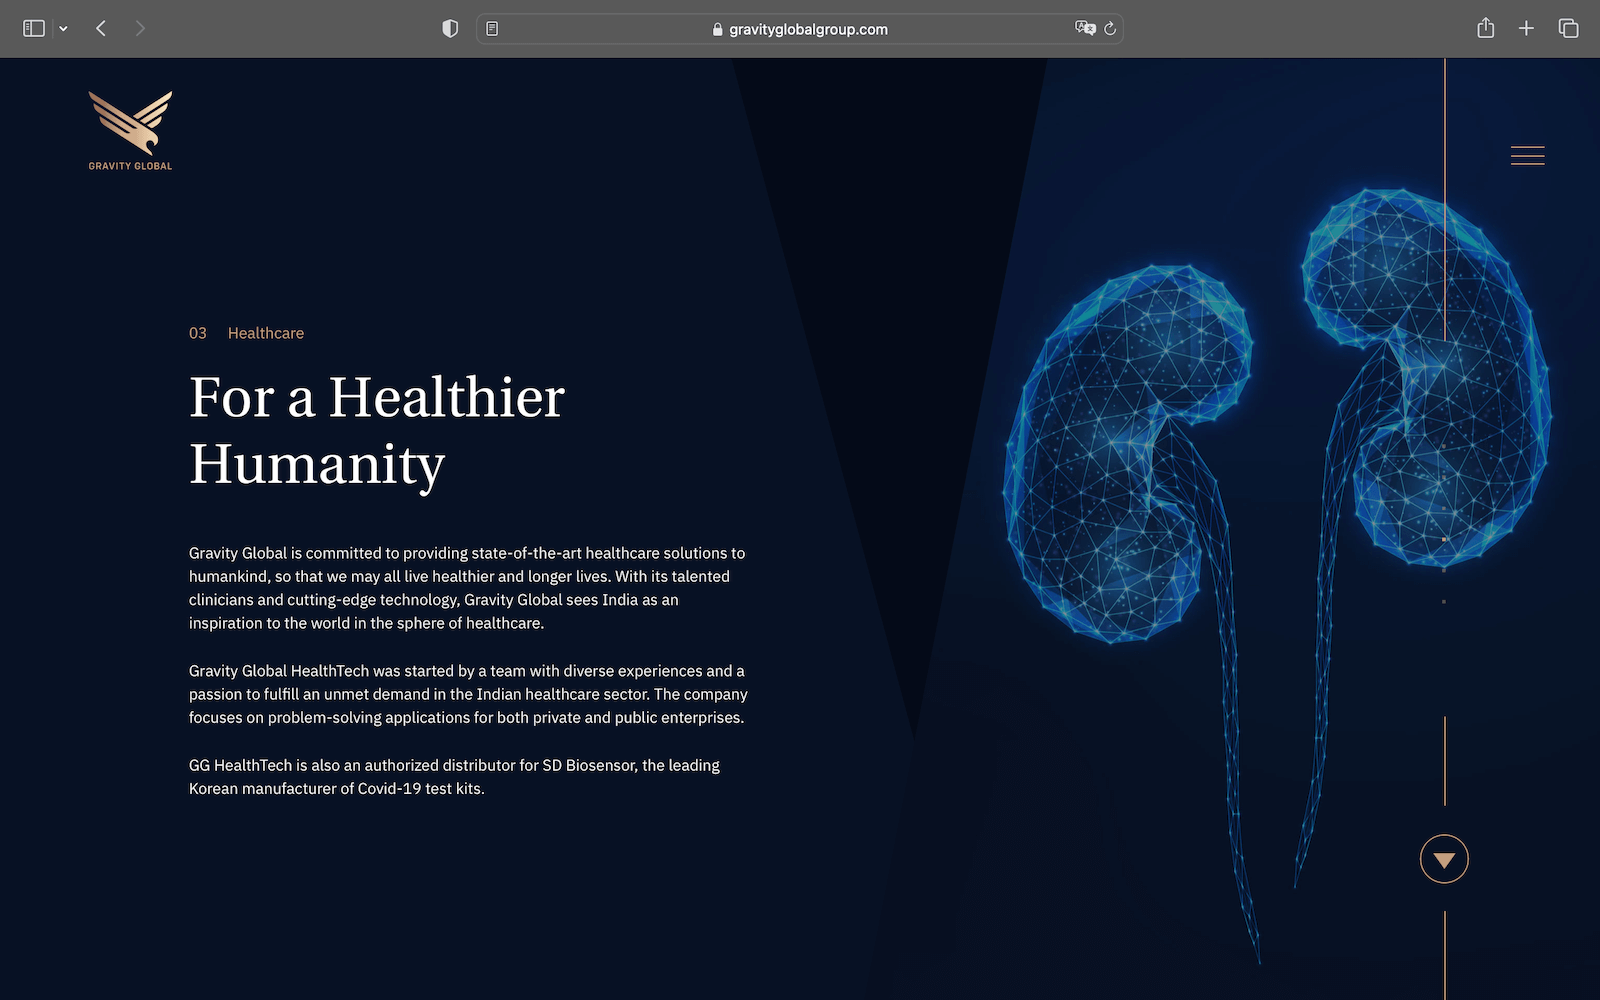 gravityglobalgroup.com
GRAVITY GLOBAL
03 Healthcare
For a Healthier
Humanity
Gravity Global is committed to providing state-of-the-art healthcare solutions to
humankind, so that we may all live healthier and longer lives. With its talented
clinicians and cutting-edge technology, Gravity Global sees India as an
inspiration to the world in the sphere of healthcare.
Gravity Global HealthTech was started by a team with diverse experiences and a
passion to fulfill an unmet demand in the Indian healthcare sector. The company
focuses on problem-solving applications for both private and public enterprises.
GG HealthTech is also an authorized distributor for SD Biosensor, the leading
Korean manufacturer of Covid-19 test kits.